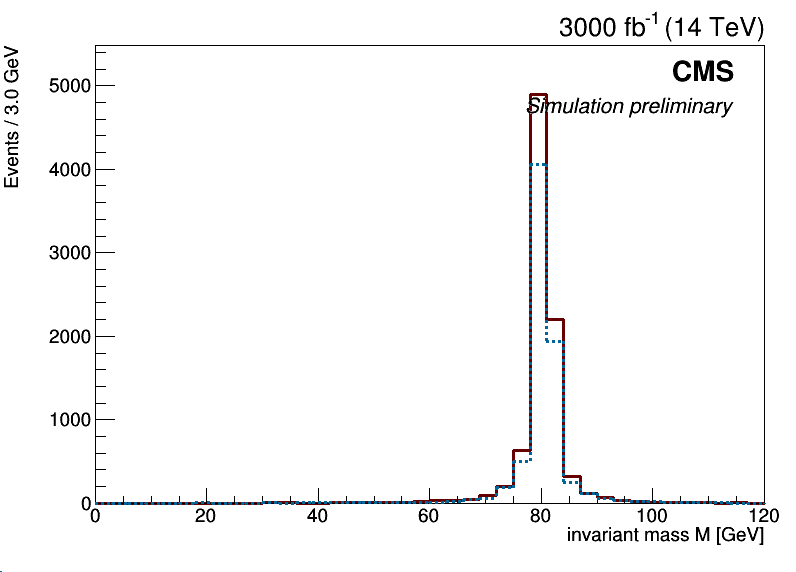 3000 fb⁻¹ (14 TeV)
CMS
Simulation preliminary
Events / 3.0 GeV
5000
4000
3000
2000
1000
0
0 20 40 60 80 100 120
invariant mass M [GeV]